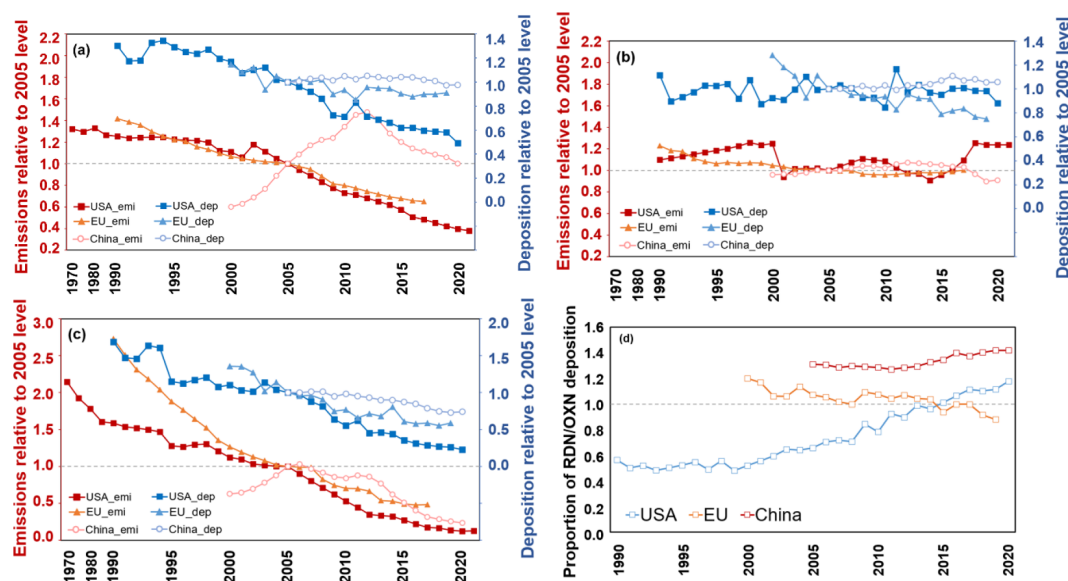 (a)
Emissions relative to 2005 level
2.2
2.0
1.8
1.6
1.4
1.2
1.0
0.8
0.6
0.4
0.2
1.4
1.2
1.0
0.8
0.6
0.4
0.2
0.0
Deposition relative to 2005 level
USA_emi USA_dep
EU_emi EU_dep
China_emi China_dep
1970 1980 1990 1995 2000 2005 2010 2015 2020
(b)
Emissions relative to 2005 level
2.2
2.0
1.8
1.6
1.4
1.2
1.0
0.8
0.6
0.4
0.2
1.4
1.2
1.0
0.8
0.6
0.4
0.2
0.0
Deposition relative to 2005 level
USA_emi USA_dep
EU_emi EU_dep
China_emi China_dep
1970 1980 1990 1995 2000 2005 2010 2015 2020
(c)
Emissions relative to 2005 level
3.0
2.5
2.0
1.5
1.0
0.5
0.0
2.0
1.5
1.0
0.5
0.0
Deposition relative to 2005 level
USA_emi USA_dep
EU_emi EU_dep
China_emi China_dep
1970 1980 1990 1995 2000 2005 2010 2015 2020
(d)
Proportion of RDN/OXN deposition
1.6
1.4
1.2
1.0
0.8
0.6
0.4
0.2
0.0
USA EU China
1990 1995 2000 2005 2010 2015 2020